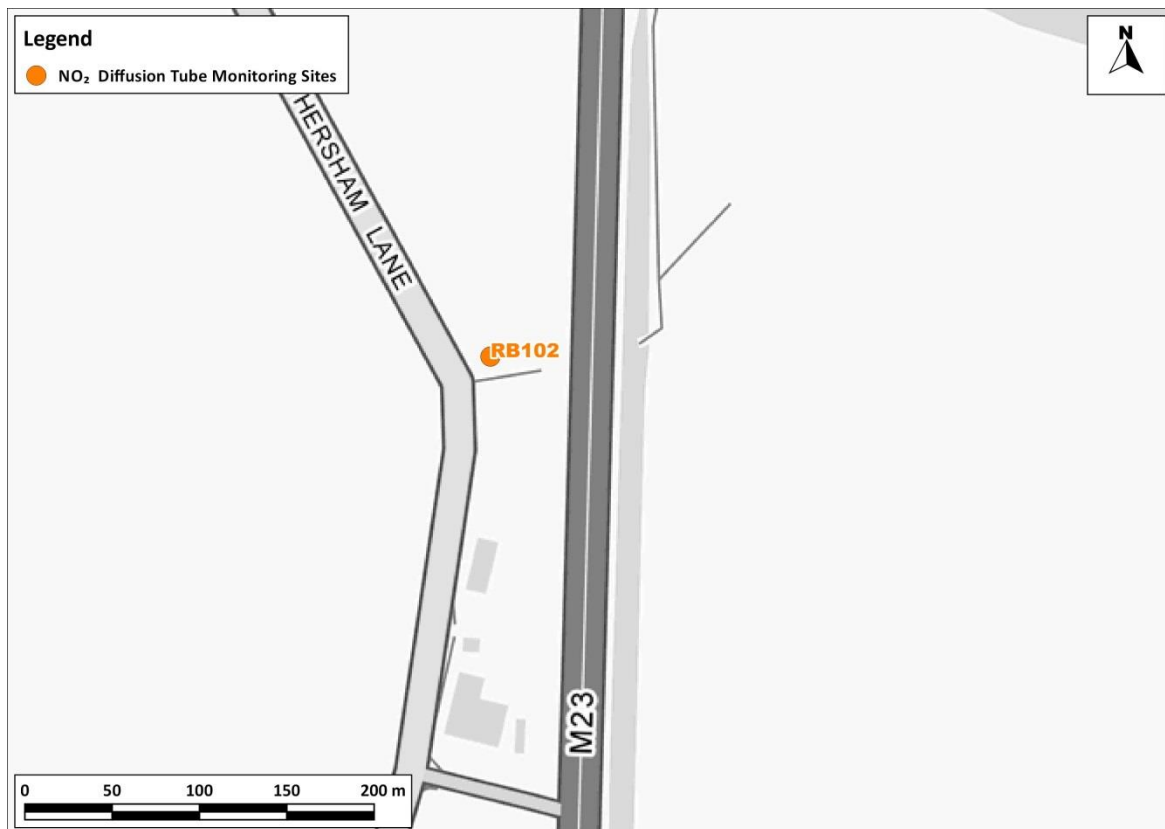 Legend
NO₂ Diffusion Tube Monitoring Sites
N
HERSHAM LANE
RB102
M23
0 50 100 150 200 m